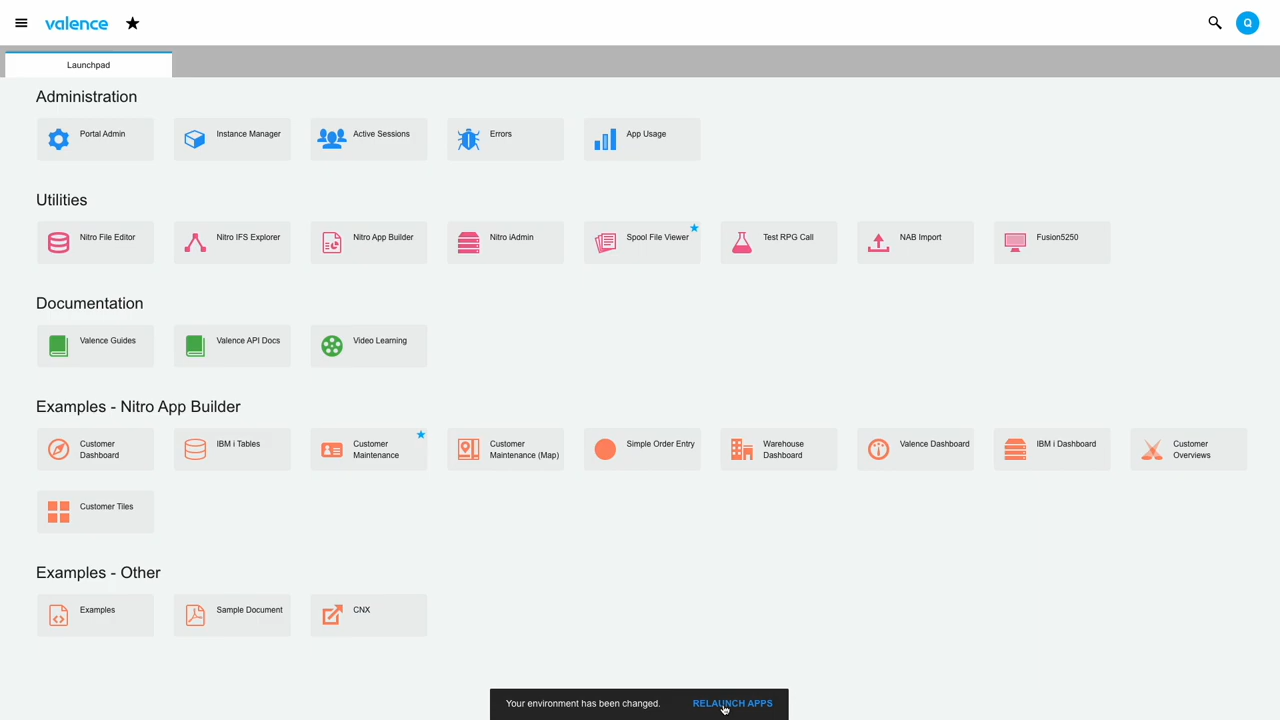 valence
Q
Launchpad
Administration
Portal Admin
Instance Manager
Active Sessions
Errors
App Usage
Utilities
Nitro File Editor
Nitro IFS Explorer
Nitro App Builder
Nitro iAdmin
Spool File Viewer
Test RPG Call
NAB Import
Fusion5250
Documentation
Valence Guides
Valence API Docs
Video Learning
Examples - Nitro App Builder
Customer
Dashboard
IBM i Tables
Customer
Maintenance
Customer
Maintenance (Map)
Simple Order Entry
Warehouse
Dashboard
Valence Dashboard
IBM i Dashboard
Customer
Overviews
Customer Tiles
Examples - Other
Examples
Sample Document
CNX
Your environment has been changed.
RELAUNCH APPS